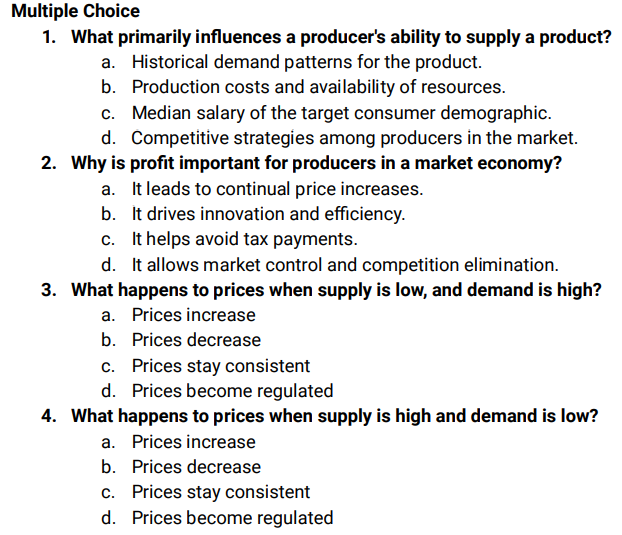 Multiple Choice
1. What primarily influences a producer's ability to supply a product?
a. Historical demand patterns for the product.
b. Production costs and availability of resources.
c. Median salary of the target consumer demographic.
d. Competitive strategies among producers in the market.
2. Why is profit important for producers in a market economy?
a. It leads to continual price increases.
b. It drives innovation and efficiency.
c. It helps avoid tax payments.
d. It allows market control and competition elimination.
3. What happens to prices when supply is low, and demand is high?
a. Prices increase
b. Prices decrease
c. Prices stay consistent
d. Prices become regulated
4. What happens to prices when supply is high and demand is low?
a. Prices increase
b. Prices decrease
c. Prices stay consistent
d. Prices become regulated